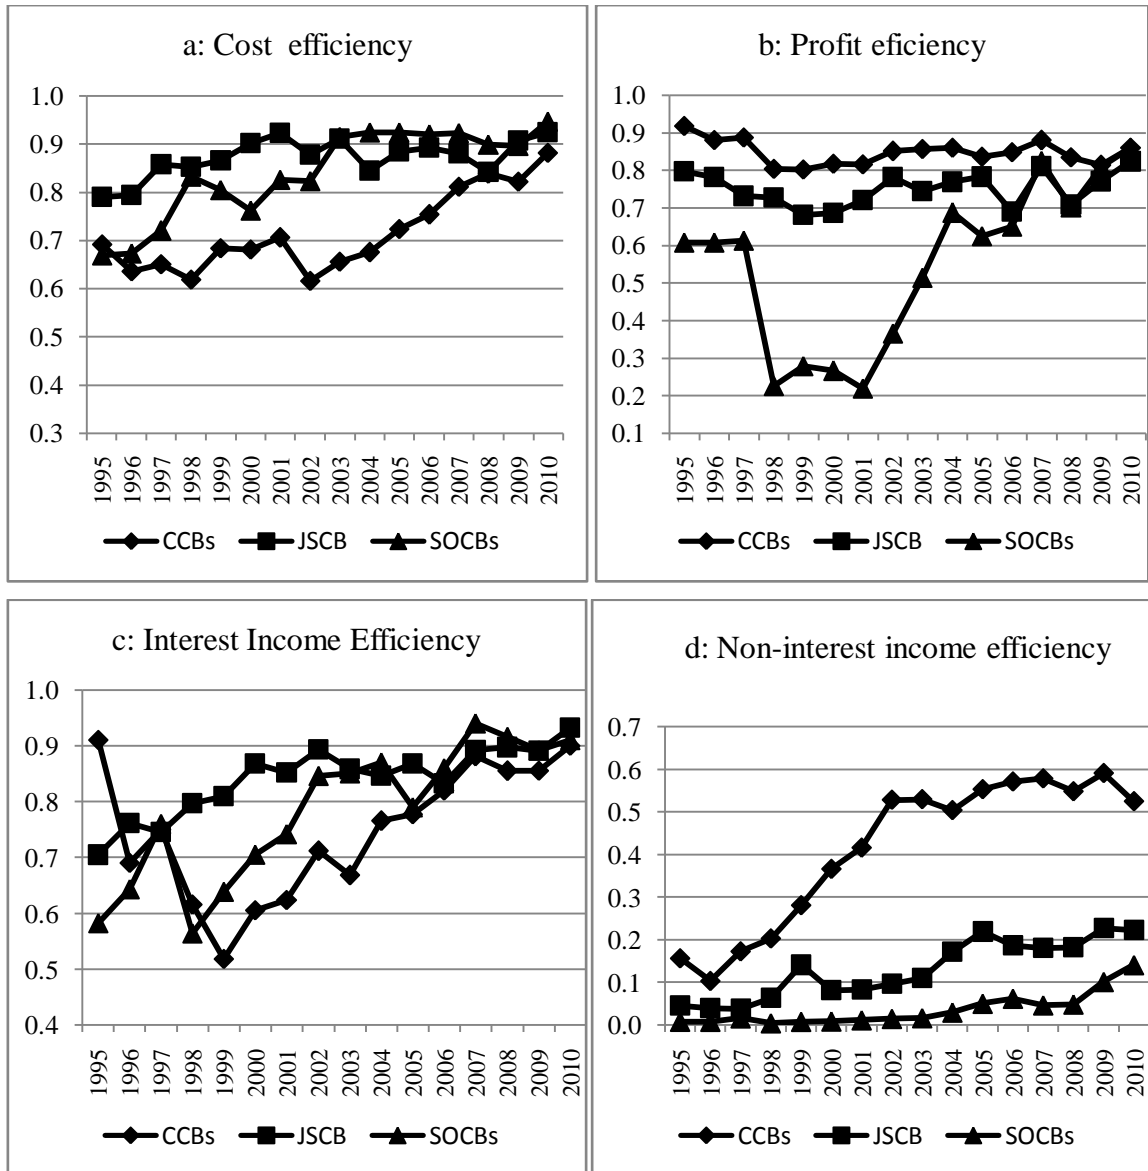 a: Cost efficiency
1.0
0.9
0.8
0.7
0.6
0.5
0.4
0.3
1995 1996 1997 1998 1999 2000 2001 2002 2003 2004 2005 2006 2007 2008 2009 2010
CCBs JSCB SOCBs
b: Profit eficiency
1.0
0.9
0.8
0.7
0.6
0.5
0.4
0.3
0.2
0.1
1995 1996 1997 1998 1999 2000 2001 2002 2003 2004 2005 2006 2007 2008 2009 2010
CCBs JSCB SOCBs
c: Interest Income Efficiency
1.0
0.9
0.8
0.7
0.6
0.5
0.4
1995 1996 1997 1998 1999 2000 2001 2002 2003 2004 2005 2006 2007 2008 2009 2010
CCBs JSCB SOCBs
d: Non-interest income efficiency
0.7
0.6
0.5
0.4
0.3
0.2
0.1
0.0
1995 1996 1997 1998 1999 2000 2001 2002 2003 2004 2005 2006 2007 2008 2009 2010
CCBs JSCB SOCBs